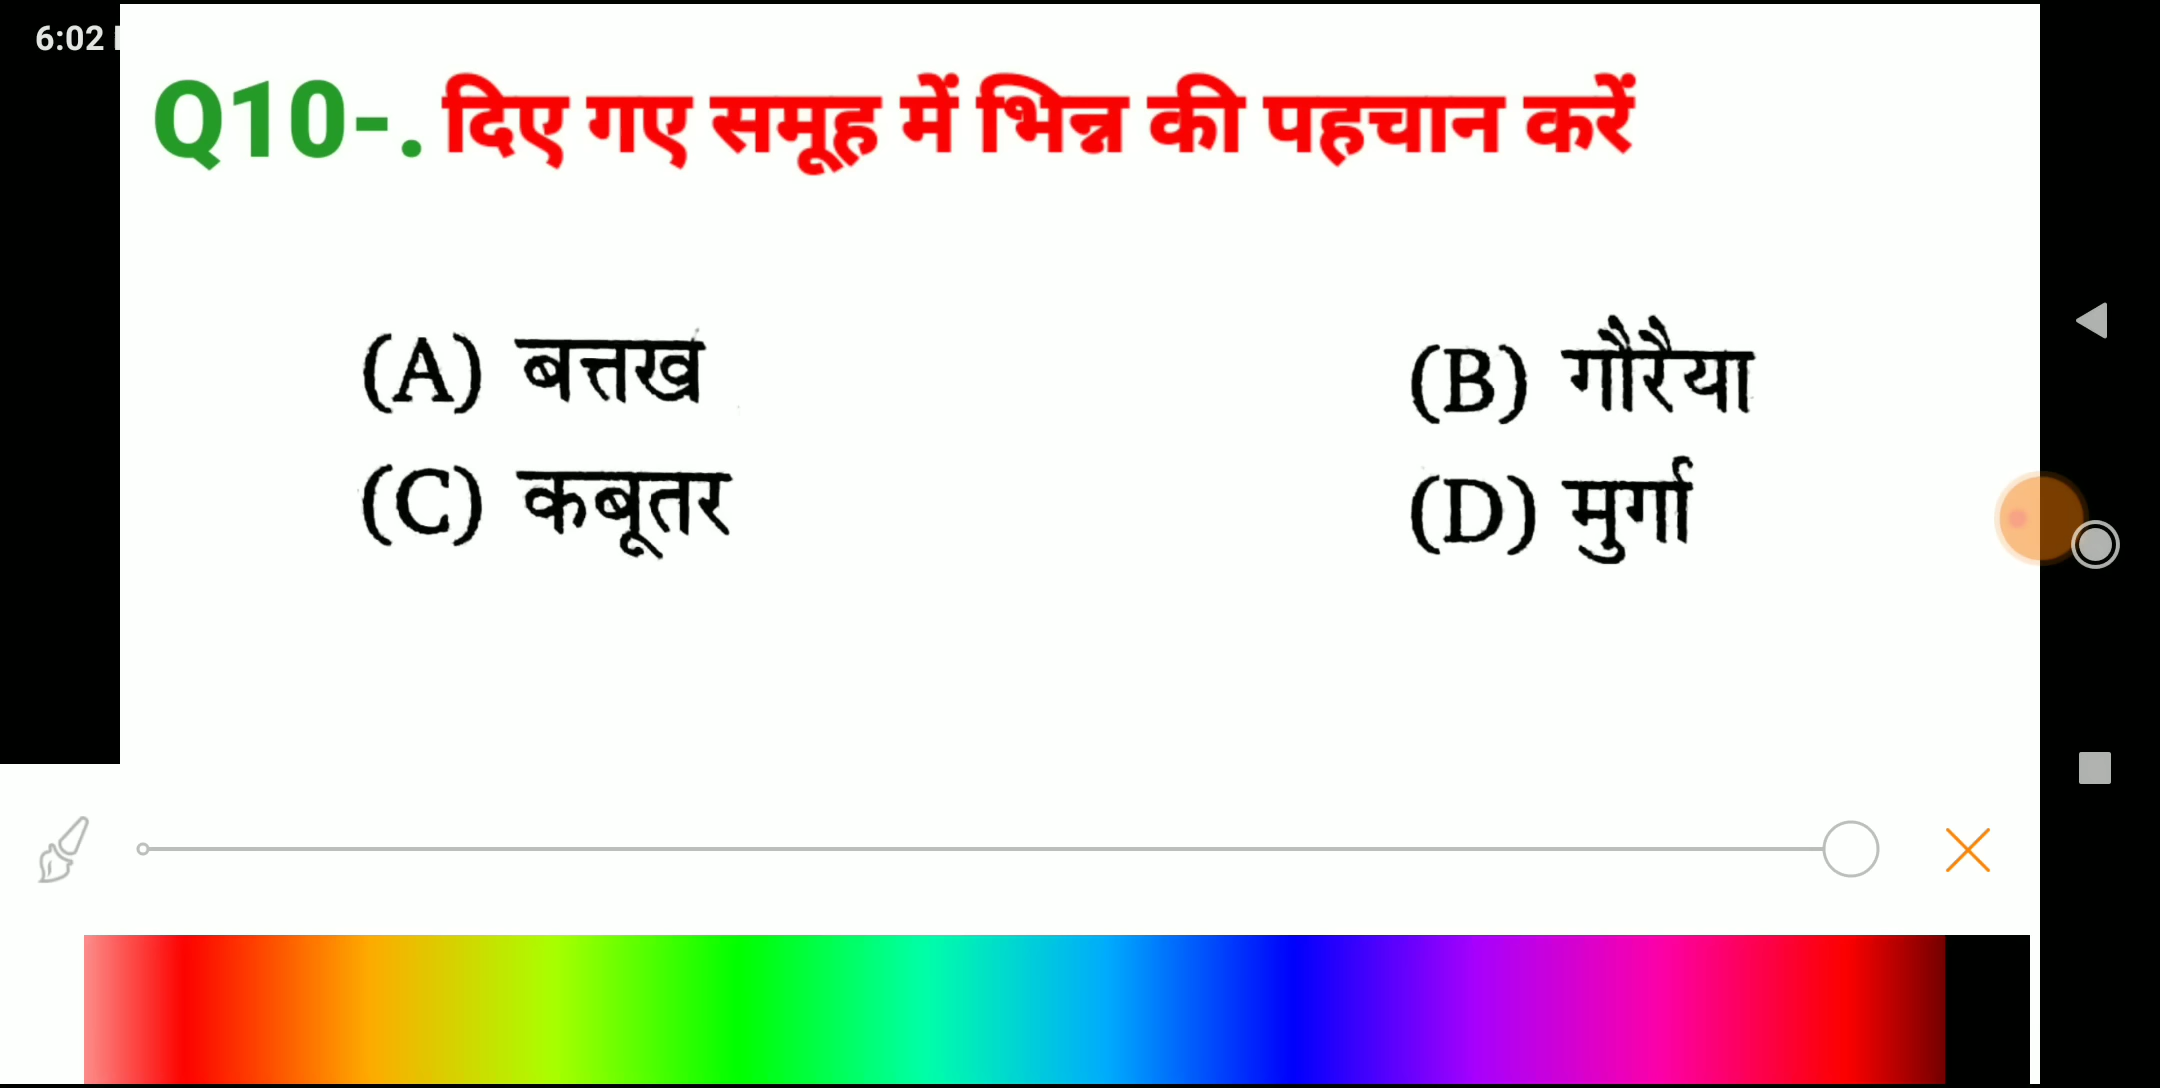 6:02
Q10-. दिए गए समूह में भिन्न की पहचान करें
(A) बत्तख (B) गौरैया
(C) कबूतर (D) मुर्गा